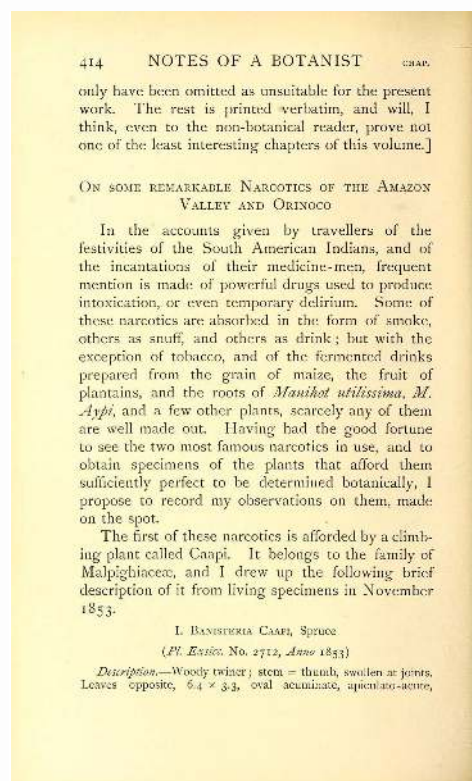 414 NOTES OF A BOTANIST CHAP.
only have been omitted as unsuitable for the present
work. The rest is printed verbatim, and will, I
think, even to the non-botanical reader, prove not
one of the least interesting chapters of this volume.]
On some remarkable Narcotics of the Amazon
Valley and Orinoco
In the accounts given by travellers of the
festivities of the South American Indians, and of
the incantations of their medicine-men, frequent
mention is made of powerful drugs used to produce
intoxication, or even temporary delirium. Some of
these narcotics are absorbed in the form of smoke,
others as snuff, and others as drink; but with the
exception of tobacco, and of the fermented drinks
prepared from the grain of maize, the fruit of
plantains, and the roots of Manihot utilissima, M.
Aypi, and a few other plants, scarcely any of them
are well made out. Having had the good fortune
to see the two most famous narcotics in use, and to
obtain specimens of the plants that afford them
sufficiently perfect to be determined botanically, I
propose to record my observations on them, made
on the spot.
The first of these narcotics is afforded by a climb-
ing plant called Caapi. It belongs to the family of
Malpighiaceæ, and I drew up the following brief
description of it from living specimens in November
1853.
I. Banisteria Caapi, Spruce
(Pl. Exsicc. No. 2712, Anno 1853)
Description.—Woody twiner; stem = thumb, swollen at joints.
Leaves opposite, 6.4 × 3.3, oval acuminate, apiculato-acute,